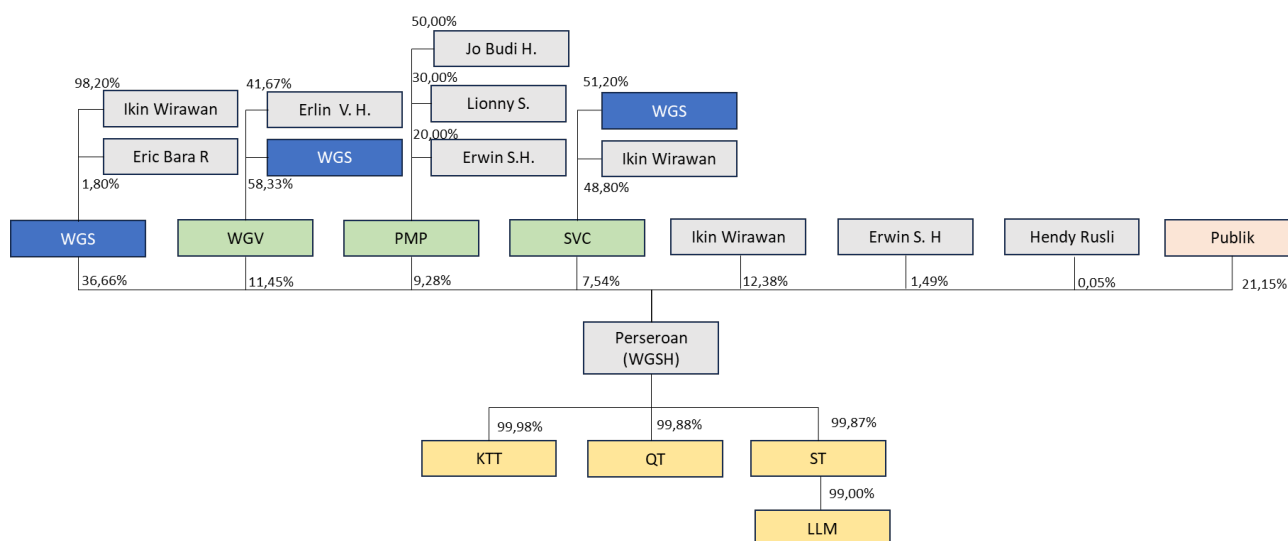 50,00%
Jo Budi H.
98,20%
41,67%
30,00%
51,20%
Ikin Wirawan
Erlin V. H.
Lionny S.
WGS
20,00%
Eric Bara R
WGS
Erwin S.H.
Ikin Wirawan
1,80%
58,33%
48,80%
WGS
WGV
PMP
SVC
Ikin Wirawan
Erwin S. H
Hendy Rusli
Publik
36,66%
11,45%
9,28%
7,54%
12,38%
1,49%
0,05%
21,15%
Perseroan
(WGSH)
99,98%
99,88%
99,87%
KTT
QT
ST
99,00%
LLM